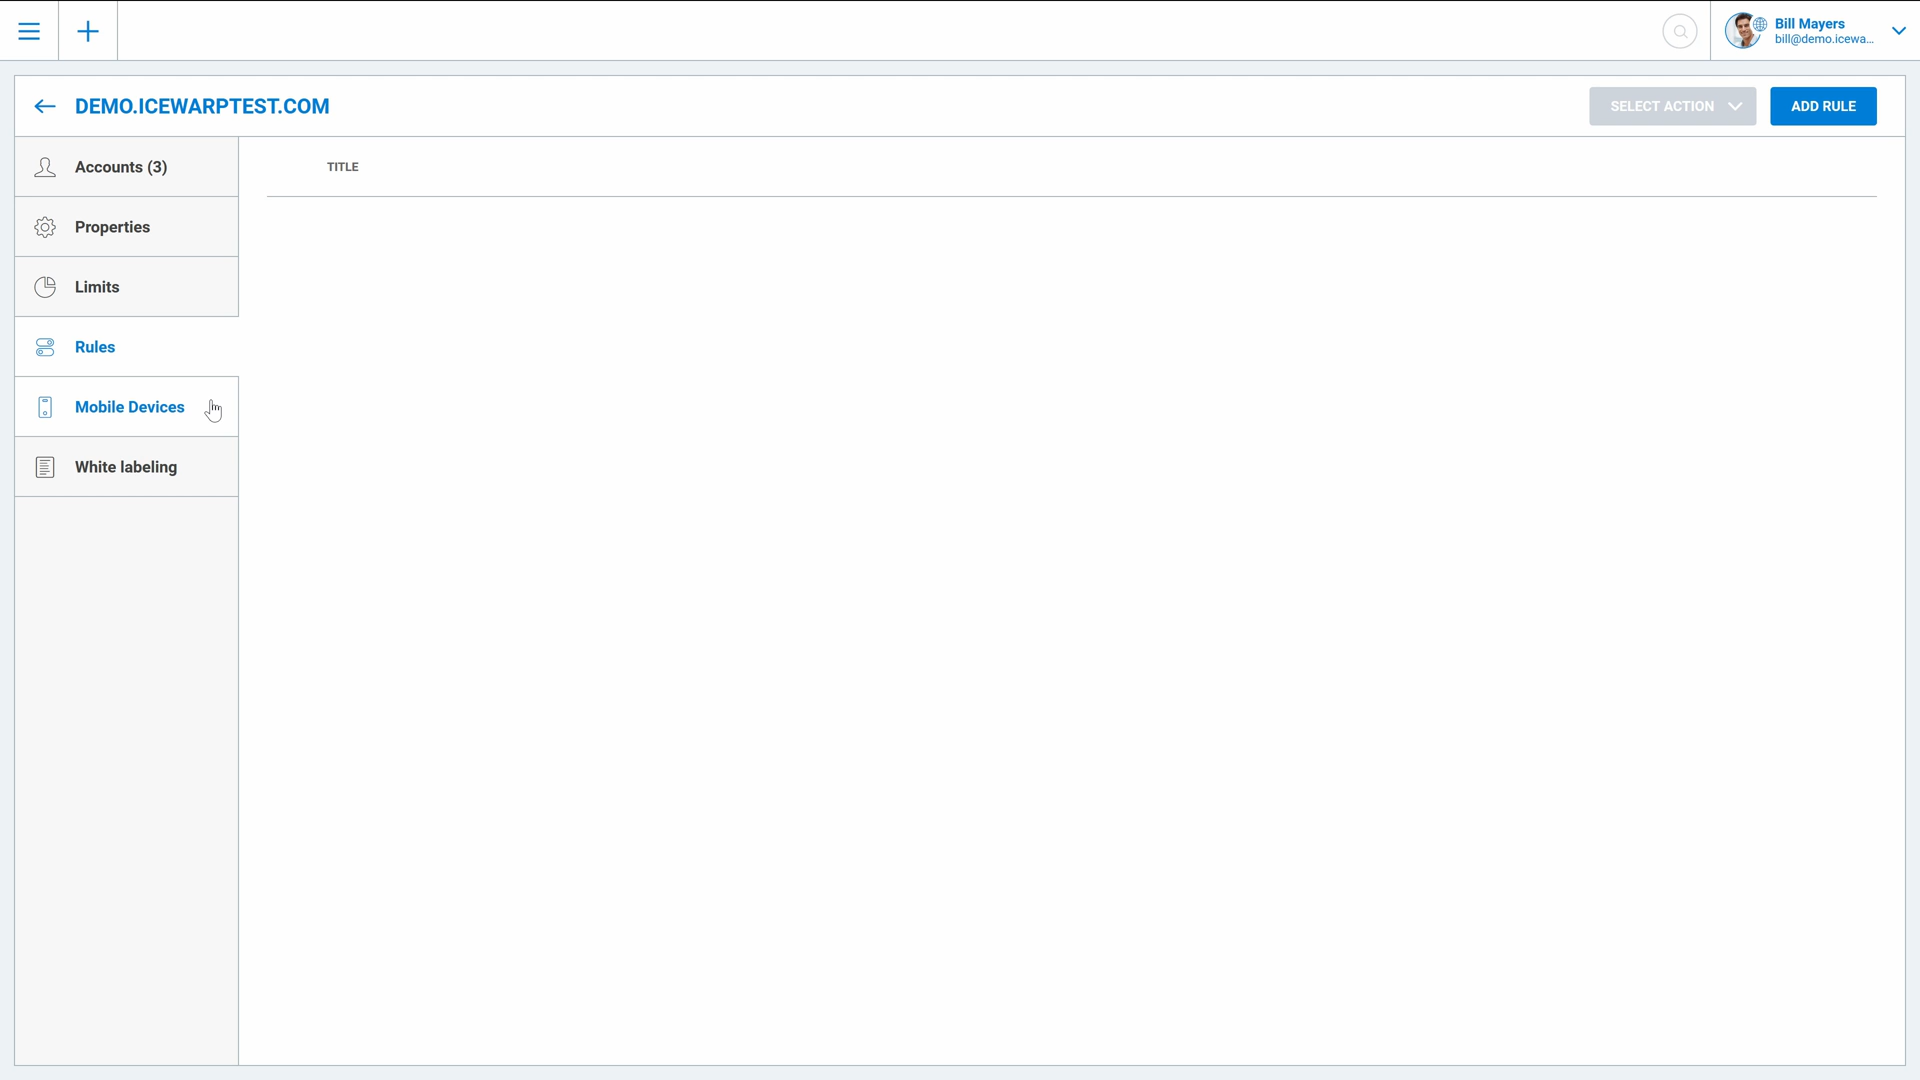 Bill Mayers
bill@demo.icewa...
DEMO.ICEWARPTEST.COM
SELECT ACTION
ADD RULE
Accounts (3)
TITLE
Properties
Limits
Rules
Mobile Devices
White labeling